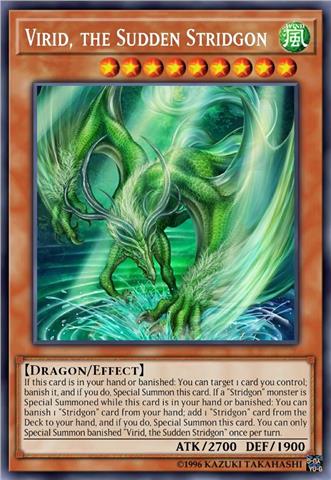 VIRID, THE SUDDEN STRIDGON
WIND
風
[DRAGON/EFFECT]
If this card is in your hand or banished: You can target 1 card you control;
banish it, and if you do, Special Summon this card. If a "Stridgon" monster is
Special Summoned while this card is in your hand or banished: You can
banish 1 "Stridgon" card from your hand; add 1 "Stridgon" card from the
Deck to your hand, and if you do, Special Summon this card. You can only
Special Summon banished "Virid, the Sudden Stridgon" once per turn.
ATK/2700 DEF/1900
©1996 KAZUKI TAKAHASHI